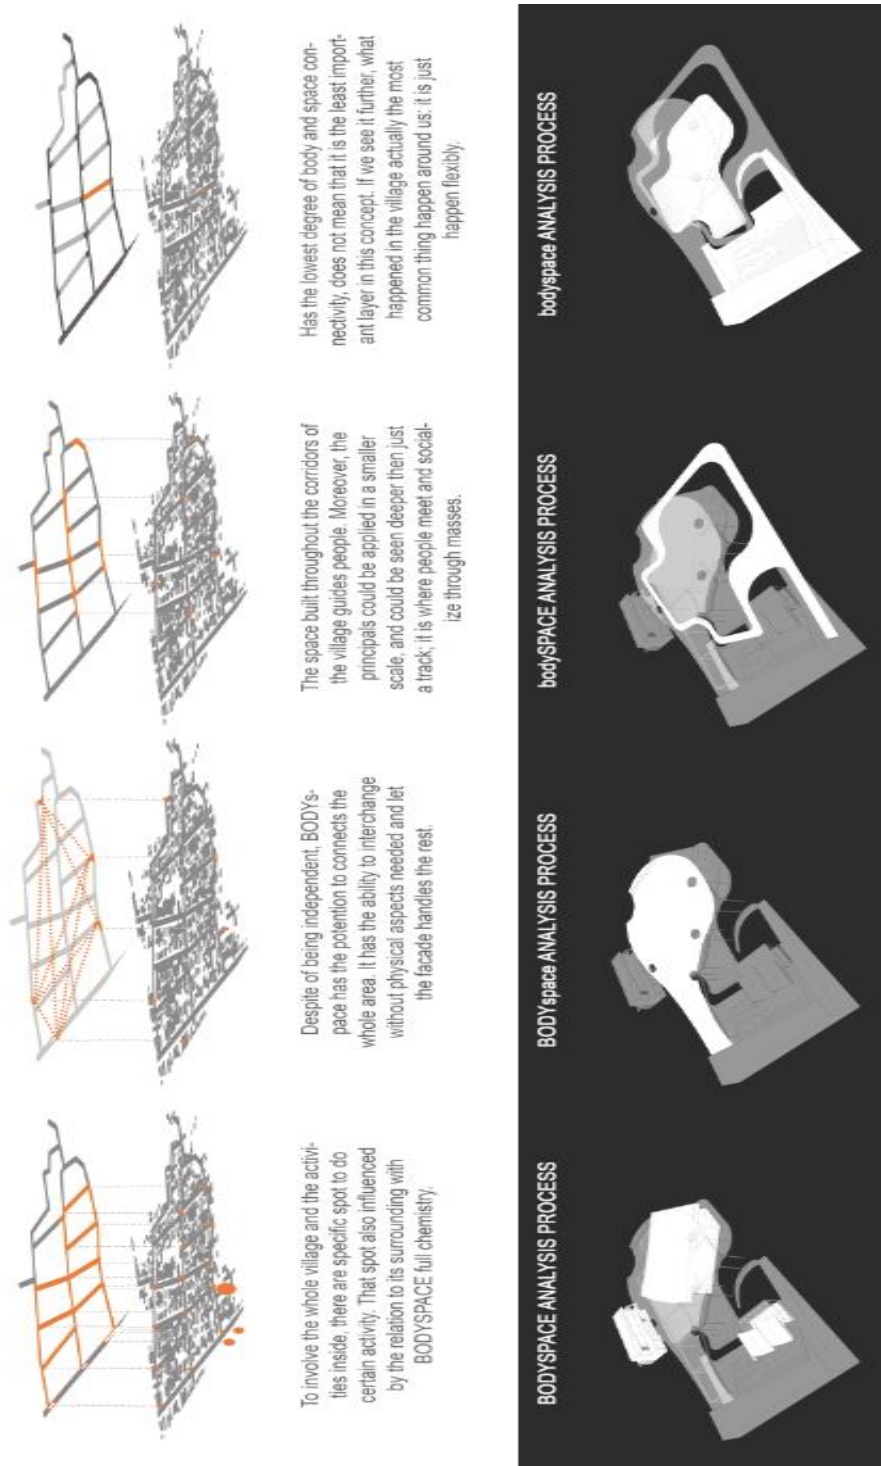 To involve the whole village and the activi-
ties inside, there are specific spot to do
certain activity. That spot also influenced
by the relation to its surrounding with
BODYSPACE full chemistry.
Despite of being independent, BODYs-
pace has the potention to connects the
whole area. It has the ability to interchange
without physical aspects needed and let
the facade handles the rest.
The space built throughout the corridors of
the village guides people. Moreover, the
principals could be applied in a smaller
scale, and could be seen deeper then just
a track; it is where people meet and social-
ize through masses.
Has the lowest degree of body and space con-
nectivity, does not mean that it is the least import-
ant layer in this concept. If we see it further, what
happened in the village actually the most
common thing happen around us; it is just
happen flexibly.
BODYSPACE ANALYSIS PROCESS
BODYspace ANALYSIS PROCESS
bodySPACE ANALYSIS PROCESS
bodyspace ANALYSIS PROCESS